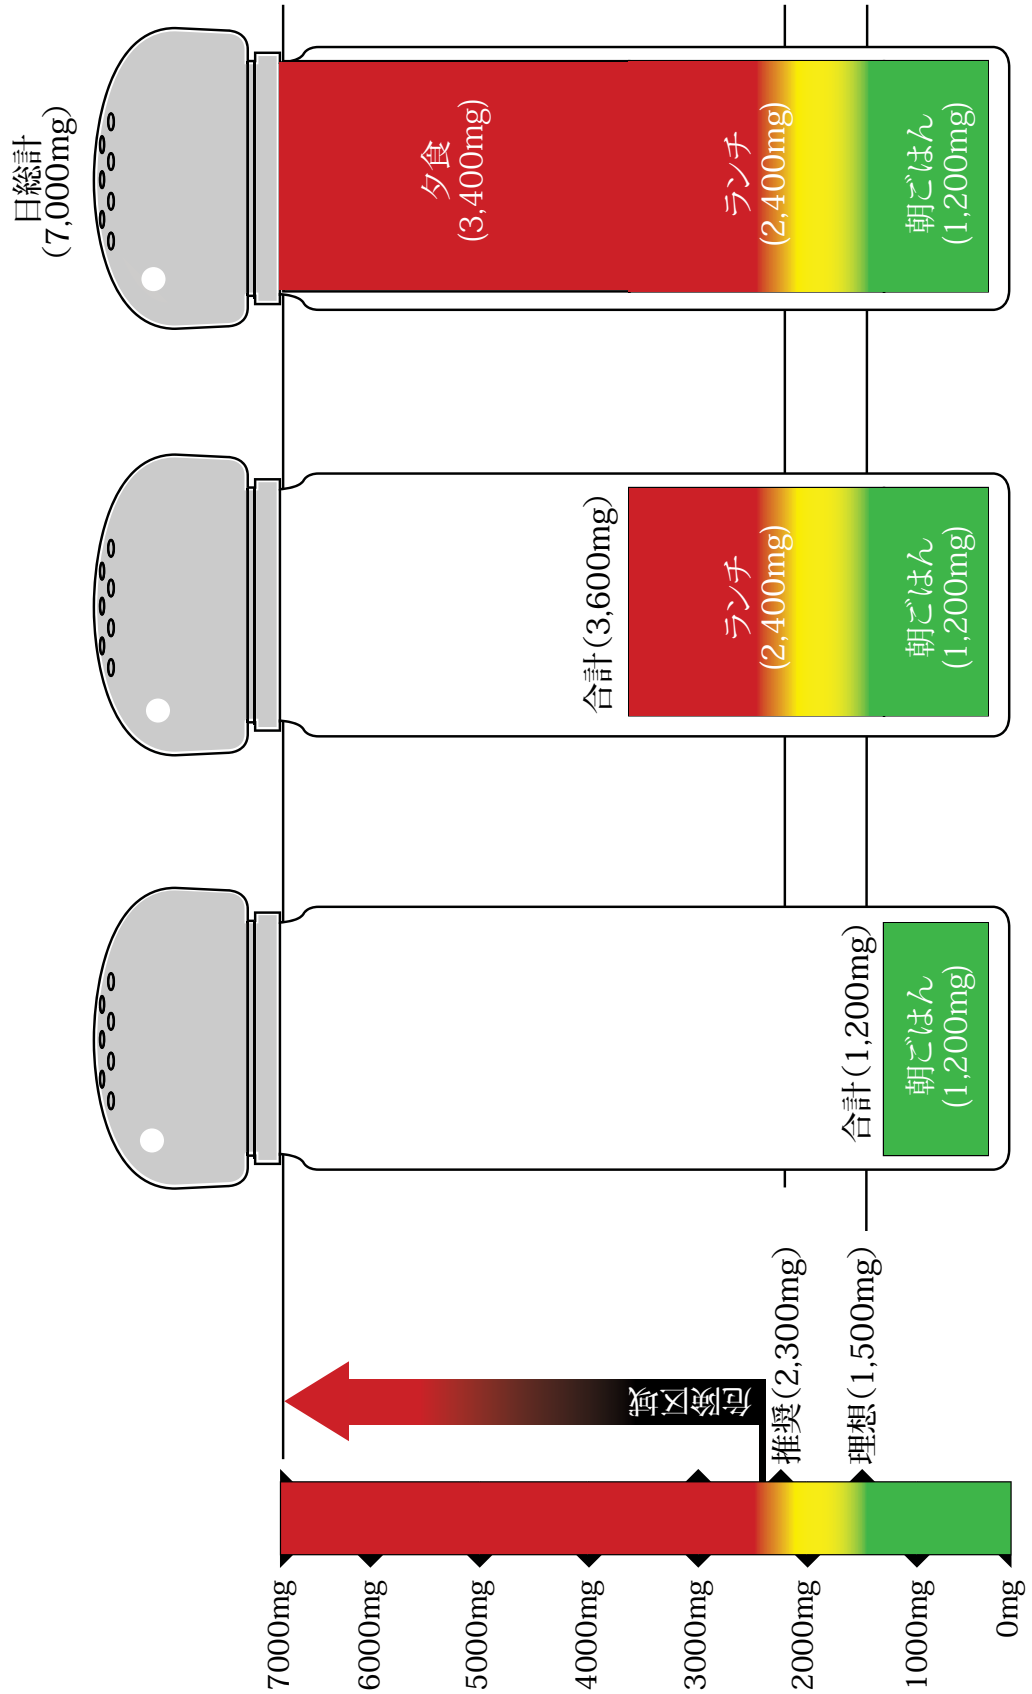 7000mg
6000mg
5000mg
4000mg
3000mg
2000mg
1000mg
0mg
危険区域
推奨(2,300mg)
理想(1,500mg)
合計(1,200mg)
朝ごはん
(1,200mg)
合計(3,600mg)
ランチ
(2,400mg)
朝ごはん
(1,200mg)
日総計
(7,000mg)
夕食
(3,400mg)
ランチ
(2,400mg)
朝ごはん
(1,200mg)